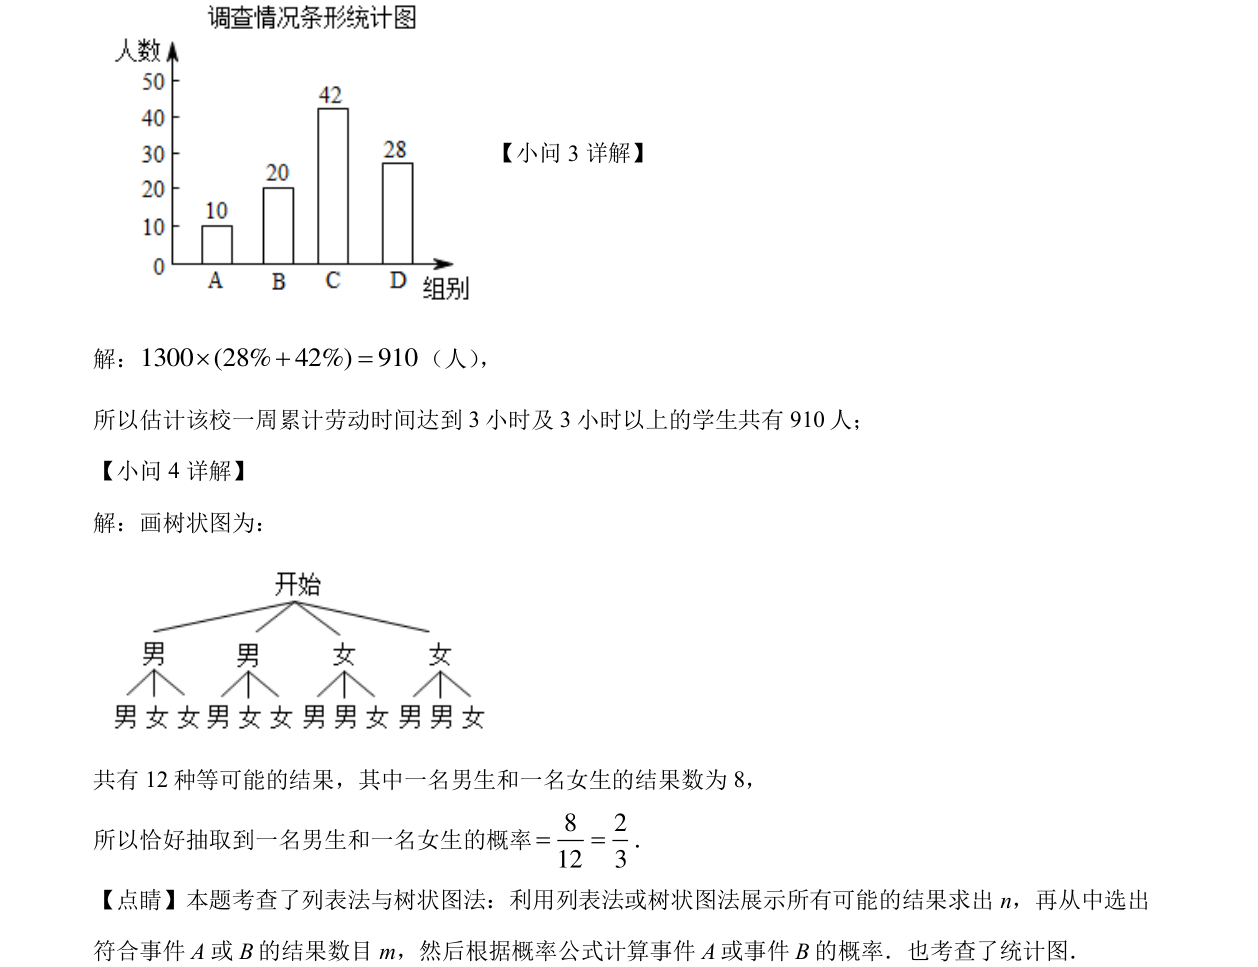 调查情况条形统计图
人数
50
40
30
20
10
0
10
20
42
28
A B C D
组别
【小问 3 详解】
解：1300×(28%+42%)=910（人），
所以估计该校一周累计劳动时间达到 3 小时及 3 小时以上的学生共有 910 人；
【小问 4 详解】
解：画树状图为：
开始
男 男 女 女
男 女 女 男 女 女 男 男 女 男 男 女
共有 12 种等可能的结果，其中一名男生和一名女生的结果数为 8，
所以恰好抽取到一名男生和一名女生的概率＝8/12＝2/3．
【点睛】本题考查了列表法与树状图法：利用列表法或树状图法展示所有可能的结果求出 n，再从中选出
符合事件 A 或 B 的结果数目 m，然后根据概率公式计算事件 A 或事件 B 的概率．也考查了统计图．